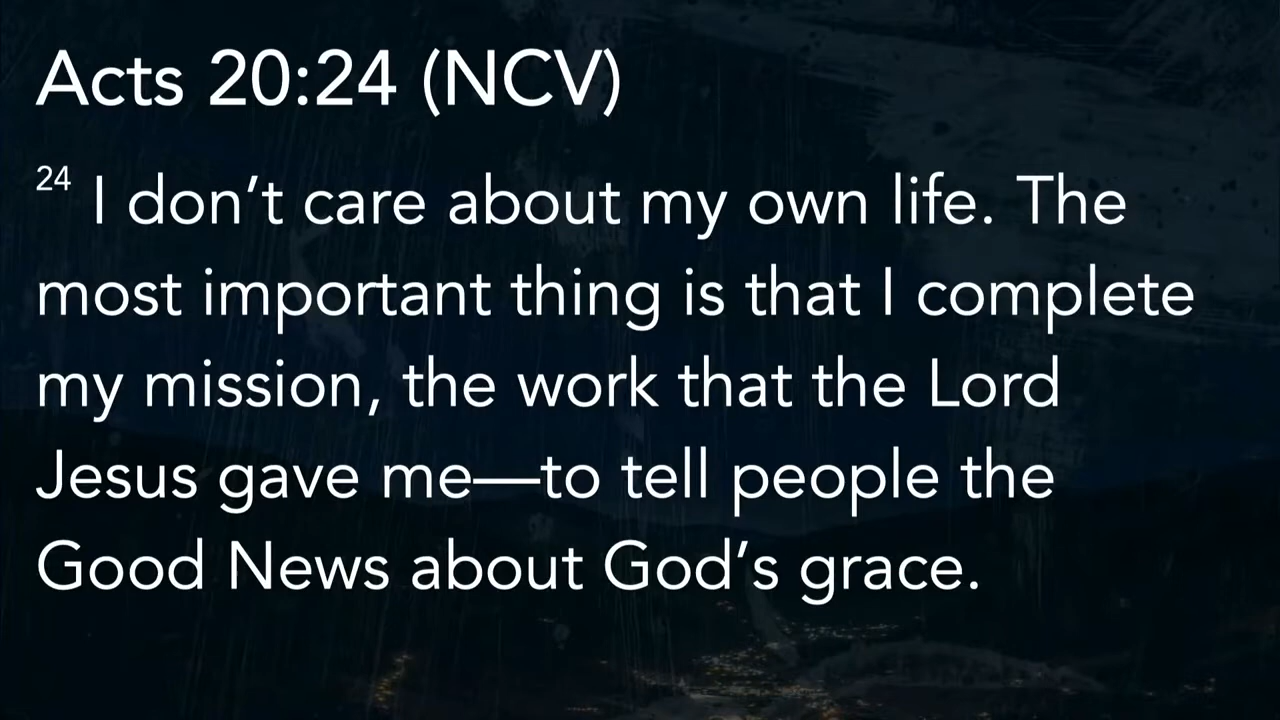 Acts 20:24 (NCV)
24 I don’t care about my own life. The
most important thing is that I complete
my mission, the work that the Lord
Jesus gave me—to tell people the
Good News about God’s grace.